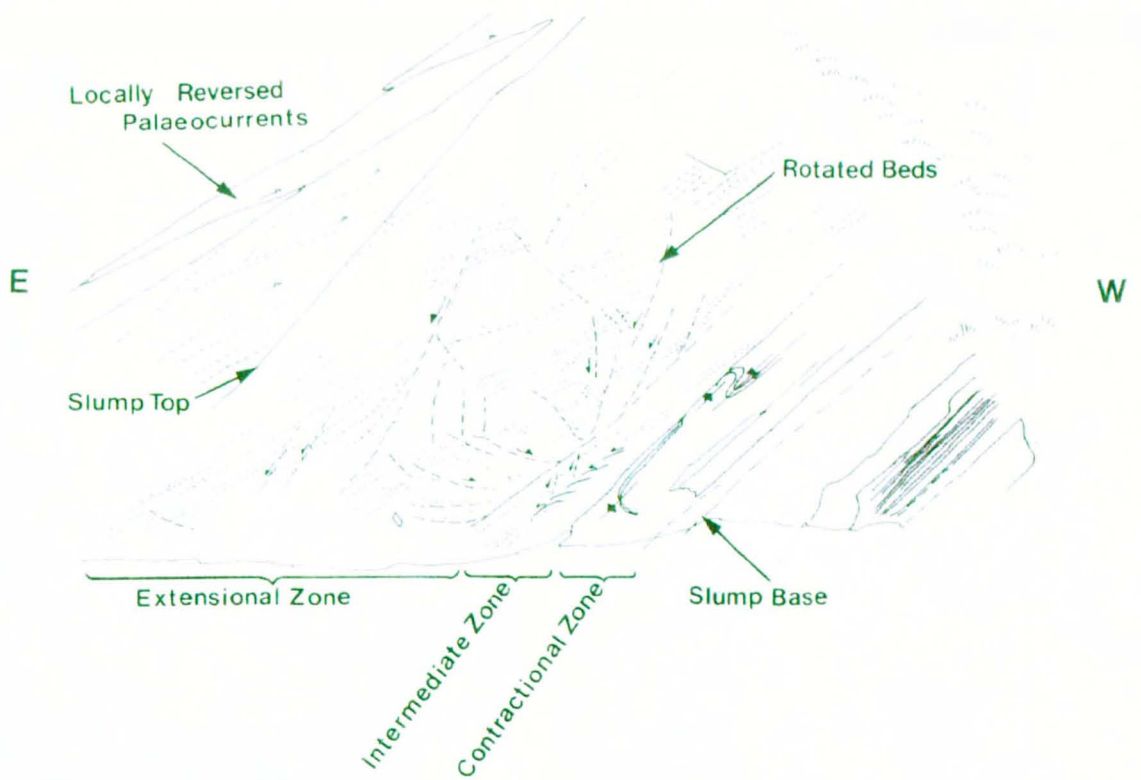 Locally Reversed
Palaeocurrents
Rotated Beds
E
W
Slump Top
Extensional Zone
Intermediate Zone
Contractional Zone
Slump Base